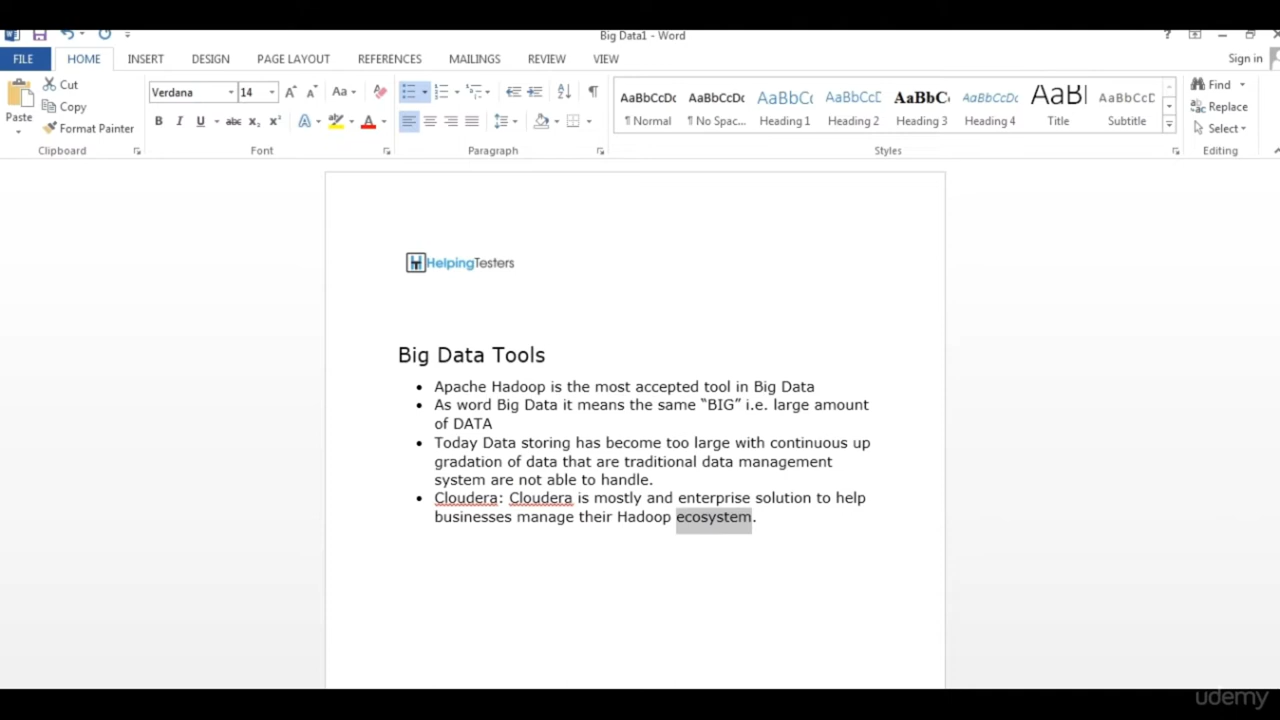 Big Data1 - Word
?
FILE HOME INSERT DESIGN PAGE LAYOUT REFERENCES MAILINGS REVIEW VIEW Sign in
Cut
Copy
Format Painter
Paste
Clipboard
Verdana 14 Aa
B I U abc x₂ x² A A
Font
Paragraph
AaBbCcDc AaBbCcDc AaBbCc AaBbCcD AaBbC AaBbCcDc AaBl AaBbCcD
¶ Normal ¶ No Spac... Heading 1 Heading 2 Heading 3 Heading 4 Title Subtitle
Styles
Find
Replace
Select
Editing
HelpingTesters
Big Data Tools
• Apache Hadoop is the most accepted tool in Big Data
• As word Big Data it means the same “BIG” i.e. large amount
of DATA
• Today Data storing has become too large with continuous up
gradation of data that are traditional data management
system are not able to handle.
• Cloudera: Cloudera is mostly and enterprise solution to help
businesses manage their Hadoop ecosystem.
udemy